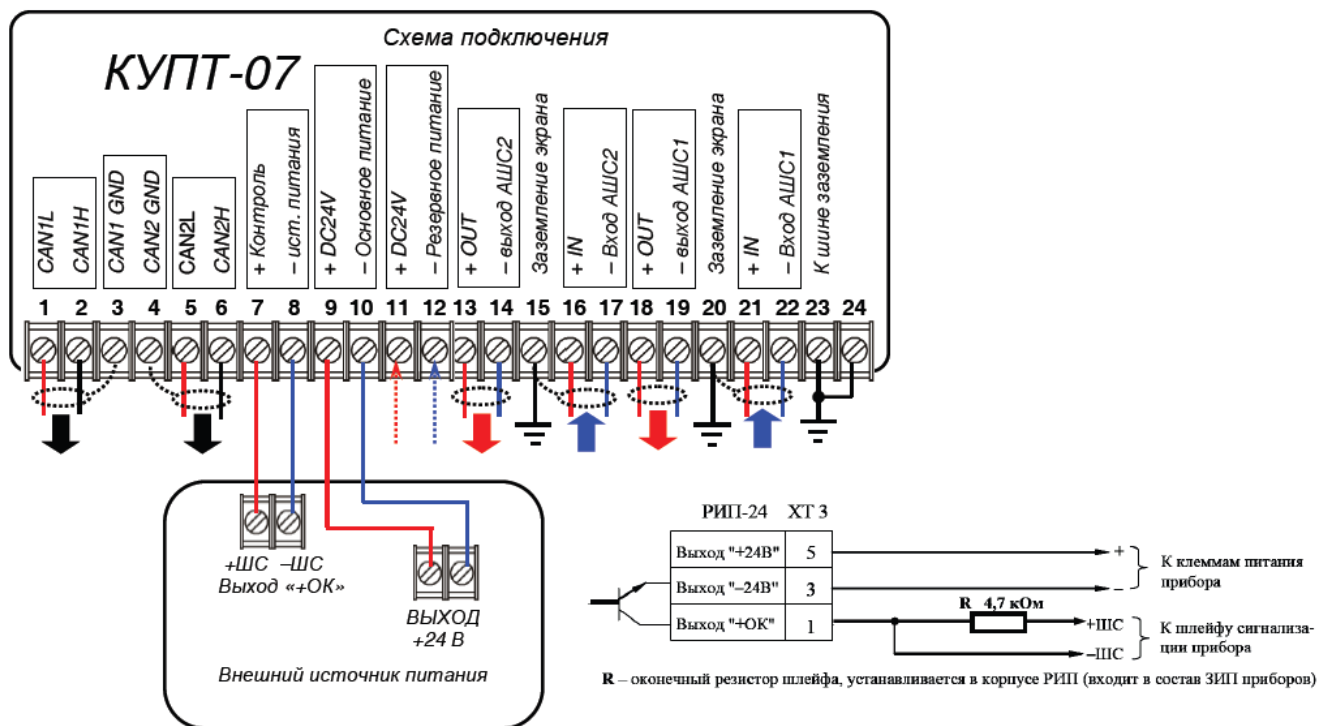 Схема подключения
КУПТ-07
CAN1L
CAN1H
CAN1 GND
CAN2 GND
CAN2L
CAN2H
+ Контроль
– ист. питания
+ DC24V
– Основное питание
+ DC24V
– Резервное питание
+ OUT
– выход АШС2
Заземление экрана
+ IN
– Вход АШС2
+ OUT
– выход АШС1
Заземление экрана
+ IN
– Вход АШС1
К шине заземления
1 2 3 4 5 6 7 8 9 10 11 12 13 14 15 16 17 18 19 20 21 22 23 24
+ШС –ШС
Выход «+ОК»
ВЫХОД
+24 В
Внешний источник питания
РИП-24 ХТ 3
Выход "+24В" 5
Выход "–24В" 3
Выход "+ОК" 1
+
–
К клеммам питания
прибора
R 4,7 кОм
+ШС
–ШС
К шлейфу сигнализа-
ции прибора
R – оконечный резистор шлейфа, устанавливается в корпусе РИП (входит в состав ЗИП приборов)